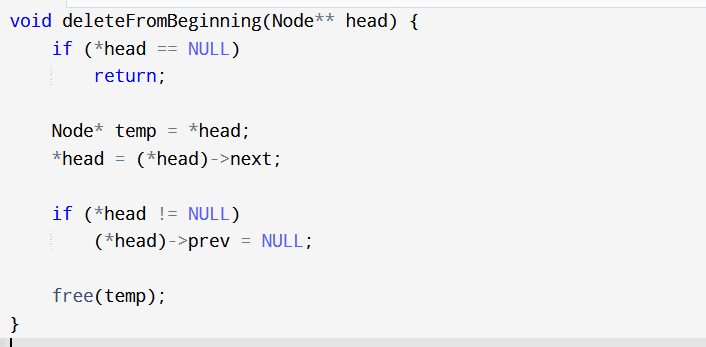 void deleteFromBeginning(Node** head) {
    if (*head == NULL)
        return;

    Node* temp = *head;
    *head = (*head)->next;

    if (*head != NULL)
        (*head)->prev = NULL;

    free(temp);
}